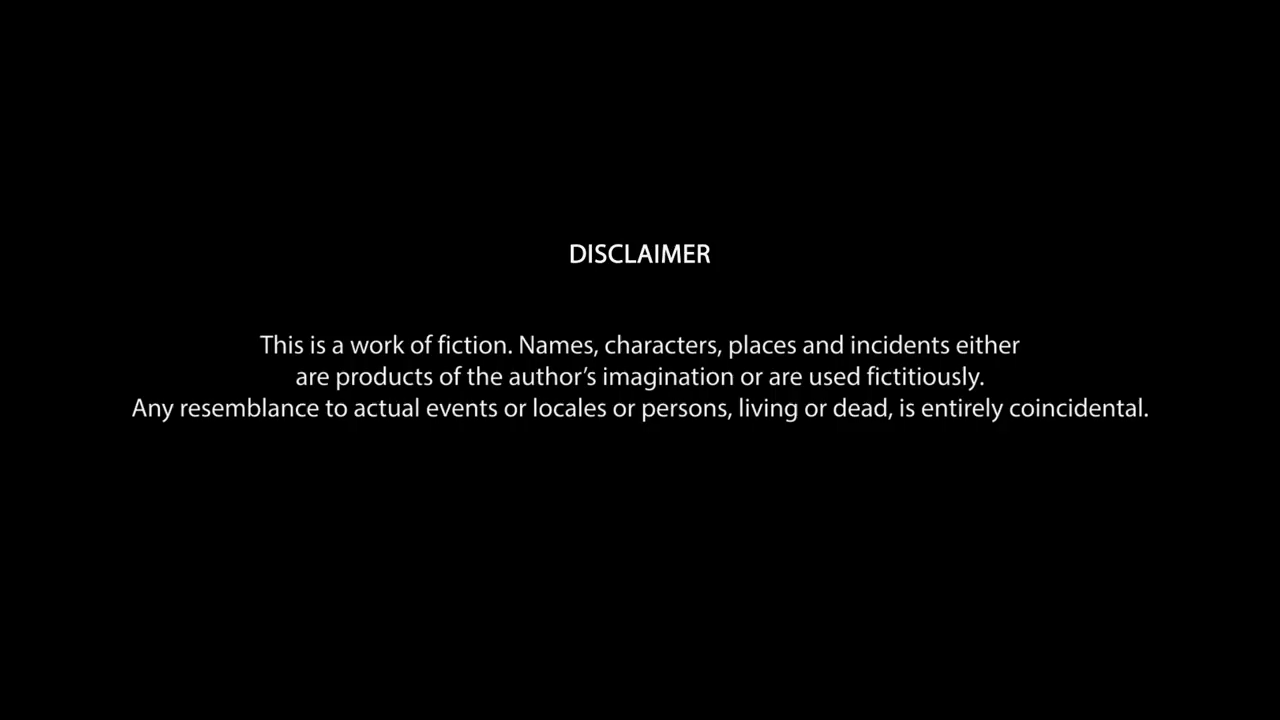 DISCLAIMER
This is a work of fiction. Names, characters, places and incidents either
are products of the author’s imagination or are used fictitiously.
Any resemblance to actual events or locales or persons, living or dead, is entirely coincidental.